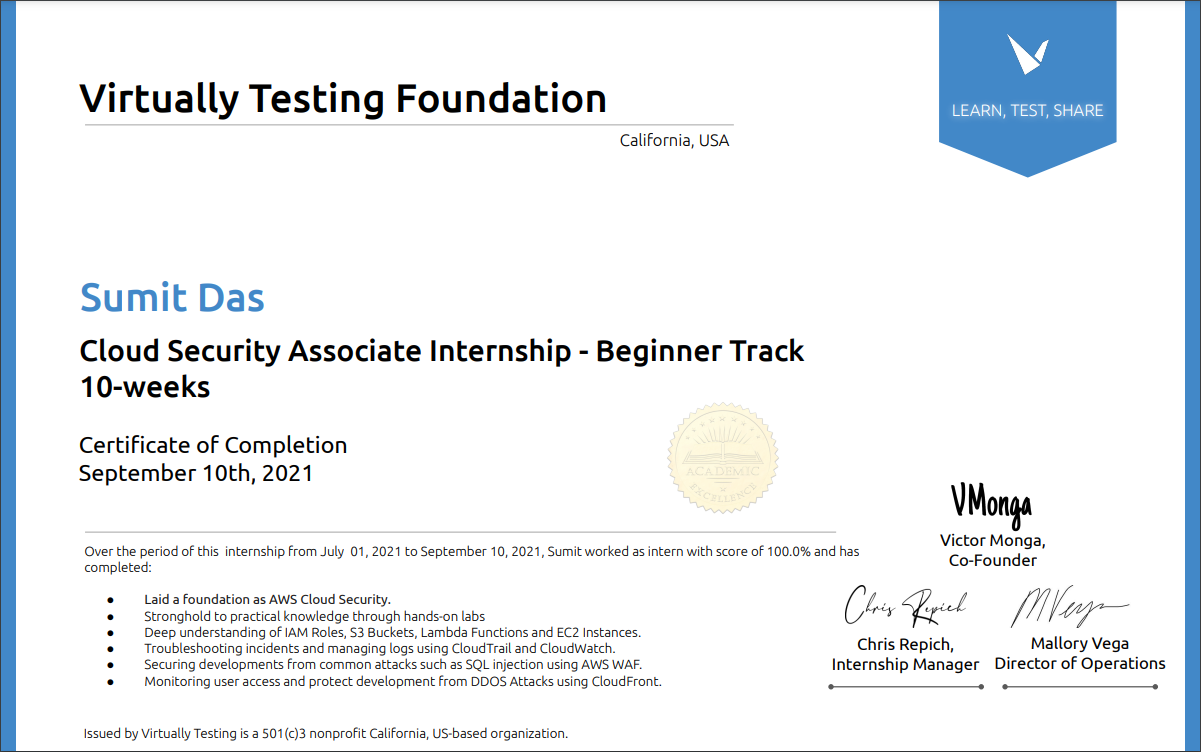 Virtually Testing Foundation
California, USA
LEARN, TEST, SHARE
Sumit Das
Cloud Security Associate Internship - Beginner Track
10-weeks
Certificate of Completion
September 10th, 2021
ACADEMIC
EXCELLENCE
Over the period of this  internship from July  01, 2021 to September 10, 2021, Sumit worked as intern with score of 100.0% and has
completed:
● Laid a foundation as AWS Cloud Security.
● Stronghold to practical knowledge through hands-on labs
● Deep understanding of IAM Roles, S3 Buckets, Lambda Functions and EC2 Instances.
● Troubleshooting incidents and managing logs using CloudTrail and CloudWatch.
● Securing developments from common attacks such as SQL injection using AWS WAF.
● Monitoring user access and protect development from DDOS Attacks using CloudFront.
VMonga
Victor Monga,
Co-Founder
Chris Repich
Chris Repich,
Internship Manager
MVega
Mallory Vega
Director of Operations
Issued by Virtually Testing is a 501(c)3 nonprofit California, US-based organization.